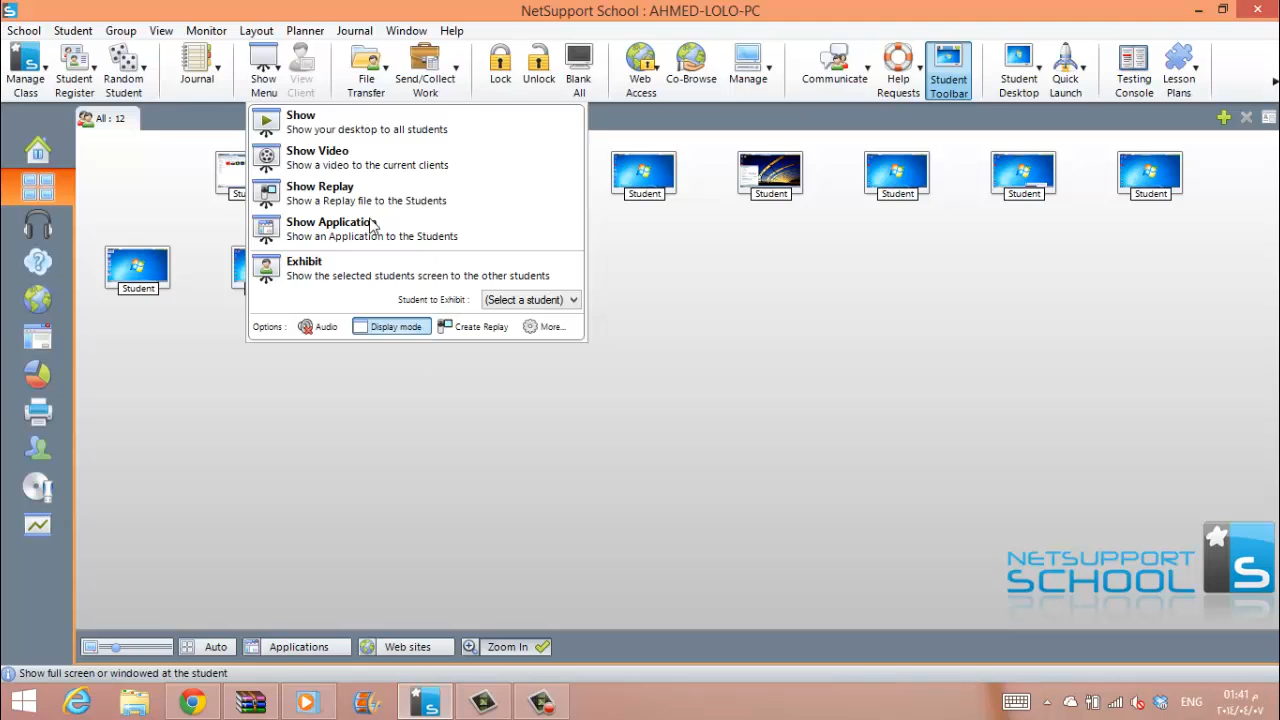 NetSupport School : AHMED-LOLO-PC
School Student Group View Monitor Layout Planner Journal Window Help
Manage Class
Student Register
Random Student
Journal
Show Menu
View Client
File Transfer
Send/Collect Work
Lock
Unlock
Blank All
Web Access
Co-Browse
Manage
Communicate
Help Requests
Student Toolbar
Student Desktop
Quick Launch
Testing Console
Lesson Plans
All : 12
Show
Show your desktop to all students
Show Video
Show a video to the current clients
Show Replay
Show a Replay file to the Students
Show Application
Show an Application to the Students
Exhibit
Show the selected students screen to the other students
Student to Exhibit : (Select a student)
Options : Audio Display mode Create Replay More...
Student Student Student Student Student
Student
NETSUPPORT
SCHOOL
S
Auto Applications Web sites Zoom In
Show full screen or windowed at the student
ENG
م 01:41
٢٠١٤/٠٤/٠٧